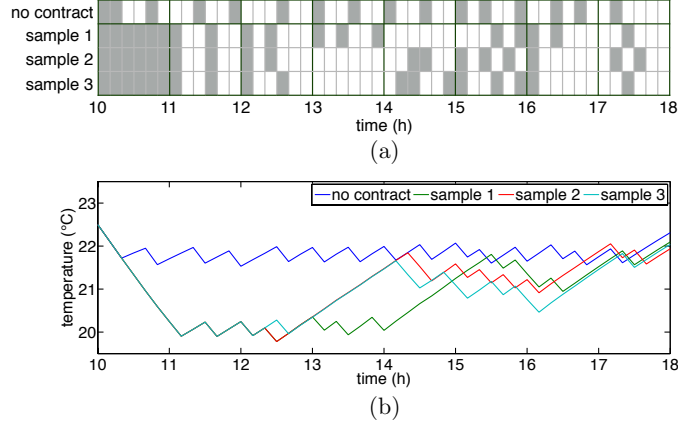 no contract
sample 1
sample 2
sample 3
10 11 12 13 14 15 16 17 18
time (h)
(a)
no contract sample 1 sample 2 sample 3
23
22
21
20
temperature (°C)
10 11 12 13 14 15 16 17 18
time (h)
(b)